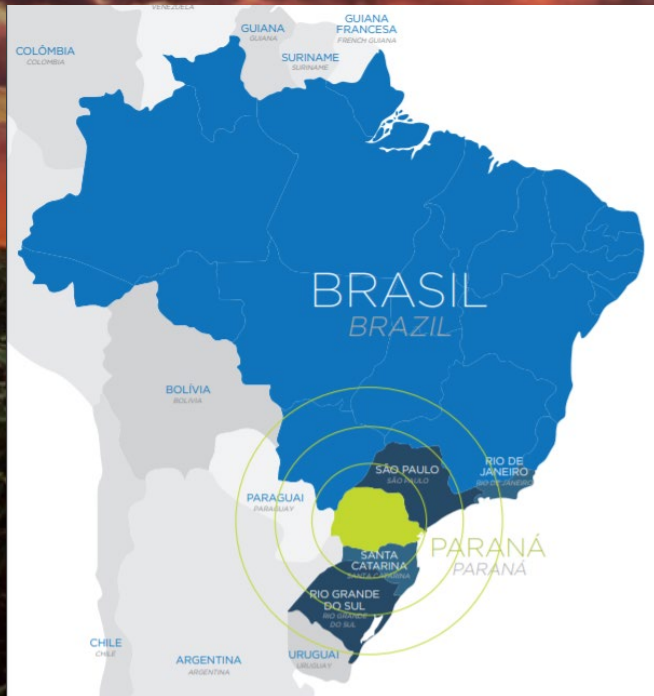 VENEZUELA
GUIANA
GUIANA
GUIANA
FRANCESA
FRENCH GUIANA
COLÔMBIA
COLOMBIA
SURINAME
SURINAME
BRASIL
BRAZIL
BOLÍVIA
BOLIVIA
SÃO PAULO
SÃO PAULO
RIO DE
JANEIRO
RIO DE JANEIRO
PARAGUAI
PARAGUAY
PARANÁ
PARANÁ
SANTA
CATARINA
SANTA CATARINA
RIO GRANDE
DO SUL
RIO GRANDE
DO SUL
CHILE
CHILE
ARGENTINA
ARGENTINA
URUGUAI
URUGUAY